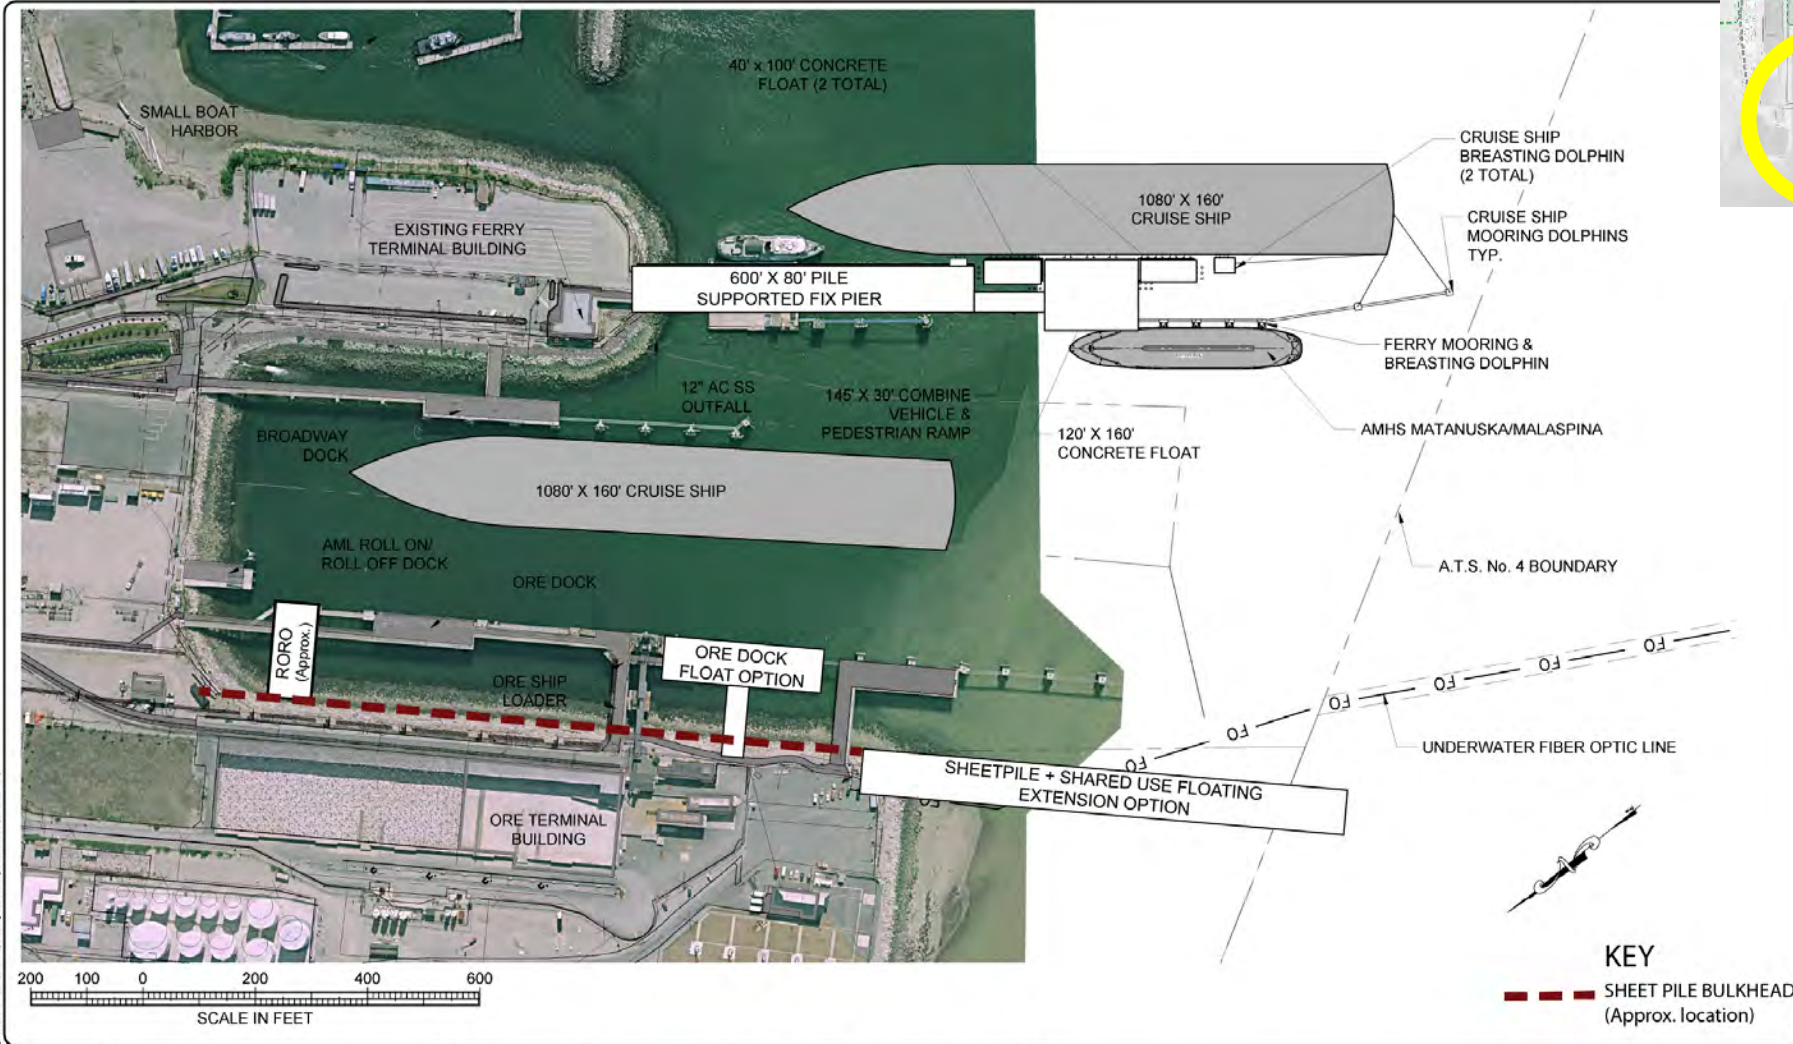 40' x 100' CONCRETE
FLOAT (2 TOTAL)
SMALL BOAT
HARBOR
CRUISE SHIP
BREASTING DOLPHIN
(2 TOTAL)
1080' X 160'
CRUISE SHIP
CRUISE SHIP
MOORING DOLPHINS
TYP.
EXISTING FERRY
TERMINAL BUILDING
600' X 80' PILE
SUPPORTED FIX PIER
FERRY MOORING &
BREASTING DOLPHIN
12" AC SS
OUTFALL
145' X 30' COMBINE
VEHICLE &
PEDESTRIAN RAMP
BROADWAY
DOCK
120' X 160'
CONCRETE FLOAT
AMHS MATANUSKA/MALASPINA
1080' X 160' CRUISE SHIP
AML ROLL ON/
ROLL OFF DOCK
ORE DOCK
A.T.S. No. 4 BOUNDARY
RORO
(Approx.)
ORE DOCK
FLOAT OPTION
ORE SHIP
LOADER
FO
FO
FO
FO
FO
FO
FO
UNDERWATER FIBER OPTIC LINE
SHEETPILE + SHARED USE FLOATING
EXTENSION OPTION
ORE TERMINAL
BUILDING
KEY
SHEET PILE BULKHEAD
(Approx. location)
200 100 0 200 400 600
SCALE IN FEET